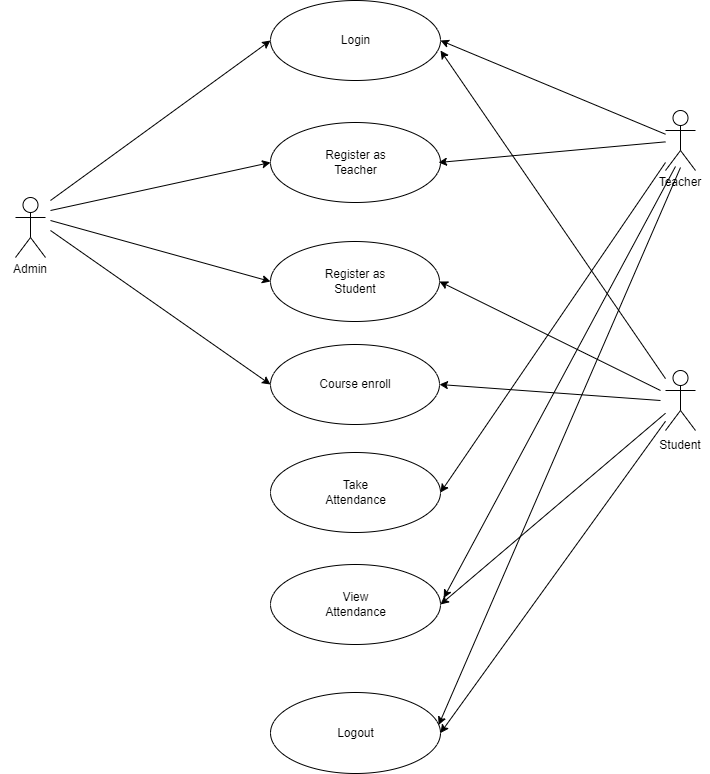 Login
Register as
Teacher
Teacher
Admin
Register as
Student
Course enroll
Student
Take
Attendance
View
Attendance
Logout